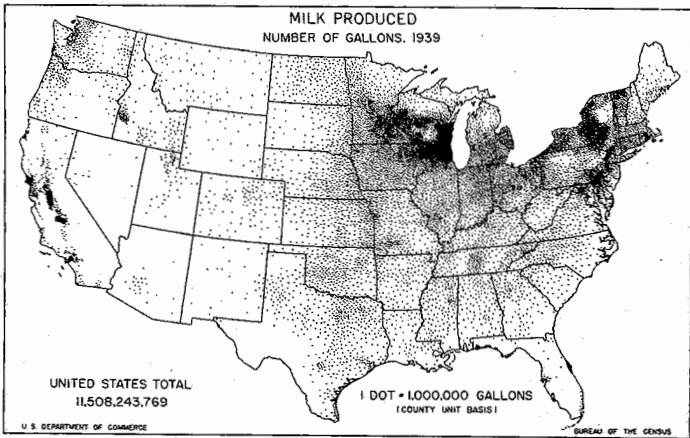 MILK PRODUCED
NUMBER OF GALLONS, 1939
UNITED STATES TOTAL
11,508,243,769
1 DOT = 1,000,000 GALLONS
(COUNTY UNIT BASIS)
U. S. DEPARTMENT OF COMMERCE
BUREAU OF THE CENSUS